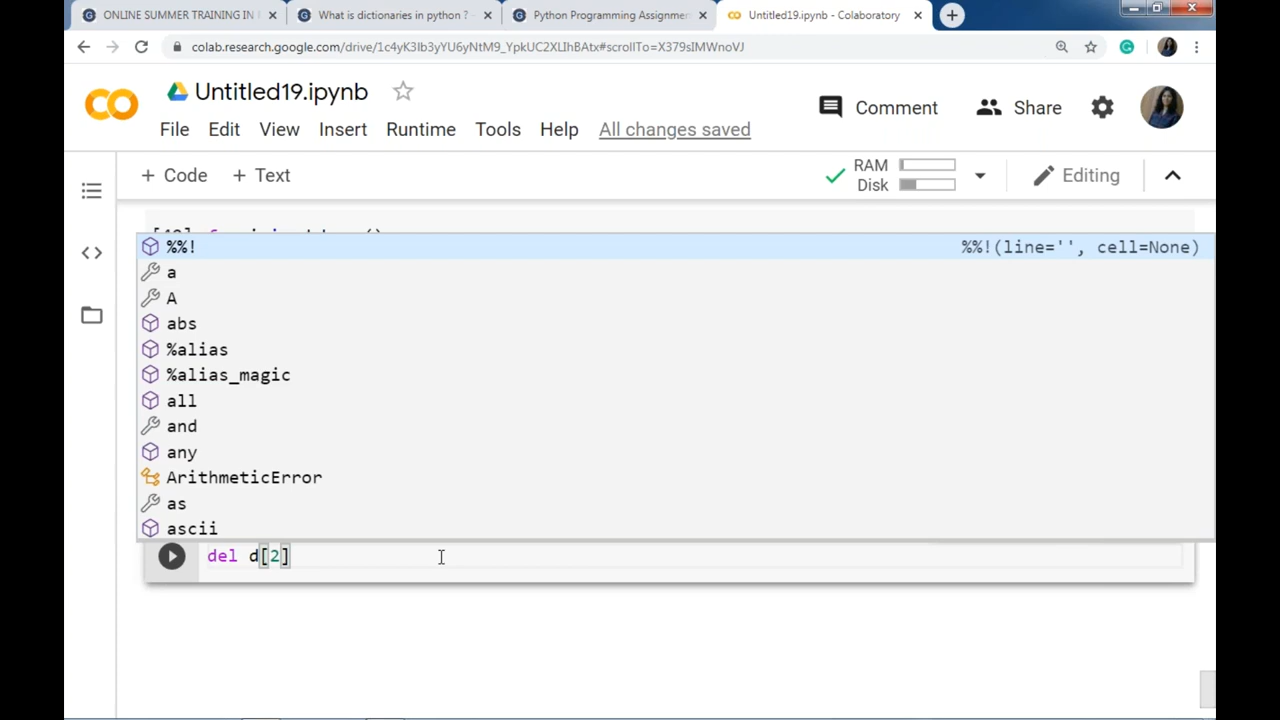 ONLINE SUMMER TRAINING IN
What is dictionaries in python ?
Python Programming Assignmen
Untitled19.ipynb - Colaboratory
colab.research.google.com/drive/1c4yK3Ib3yYU6yNtM9_YpkUC2XLIhBAtx#scrollTo=X379sIMWnoVJ
CO
Untitled19.ipynb
Comment
Share
File Edit View Insert Runtime Tools Help All changes saved
+ Code + Text
RAM
Disk
Editing
%%! %%!(line='', cell=None)
a
A
abs
%alias
%alias_magic
all
and
any
ArithmeticError
as
ascii
del d[2]